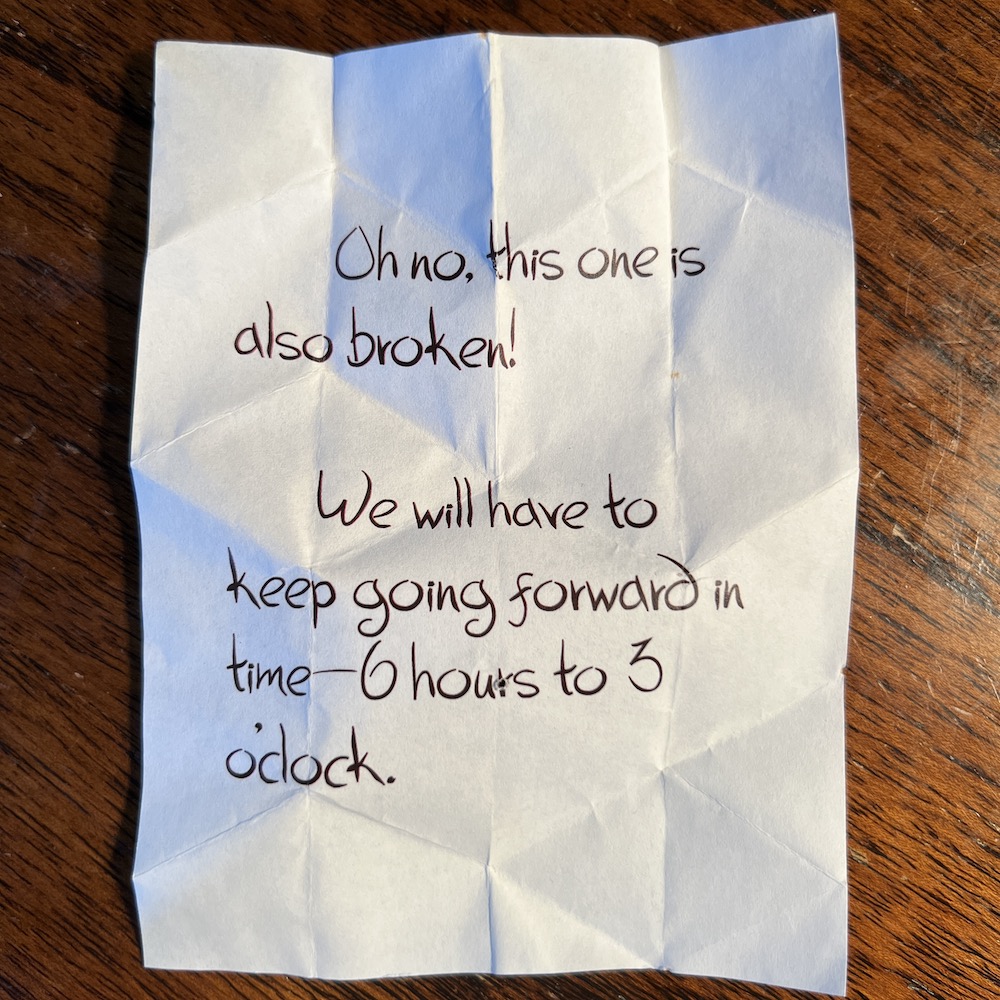 Oh no, this one is
also broken!
We will have to
keep going forward in
time—6 hours to 3
o'clock.